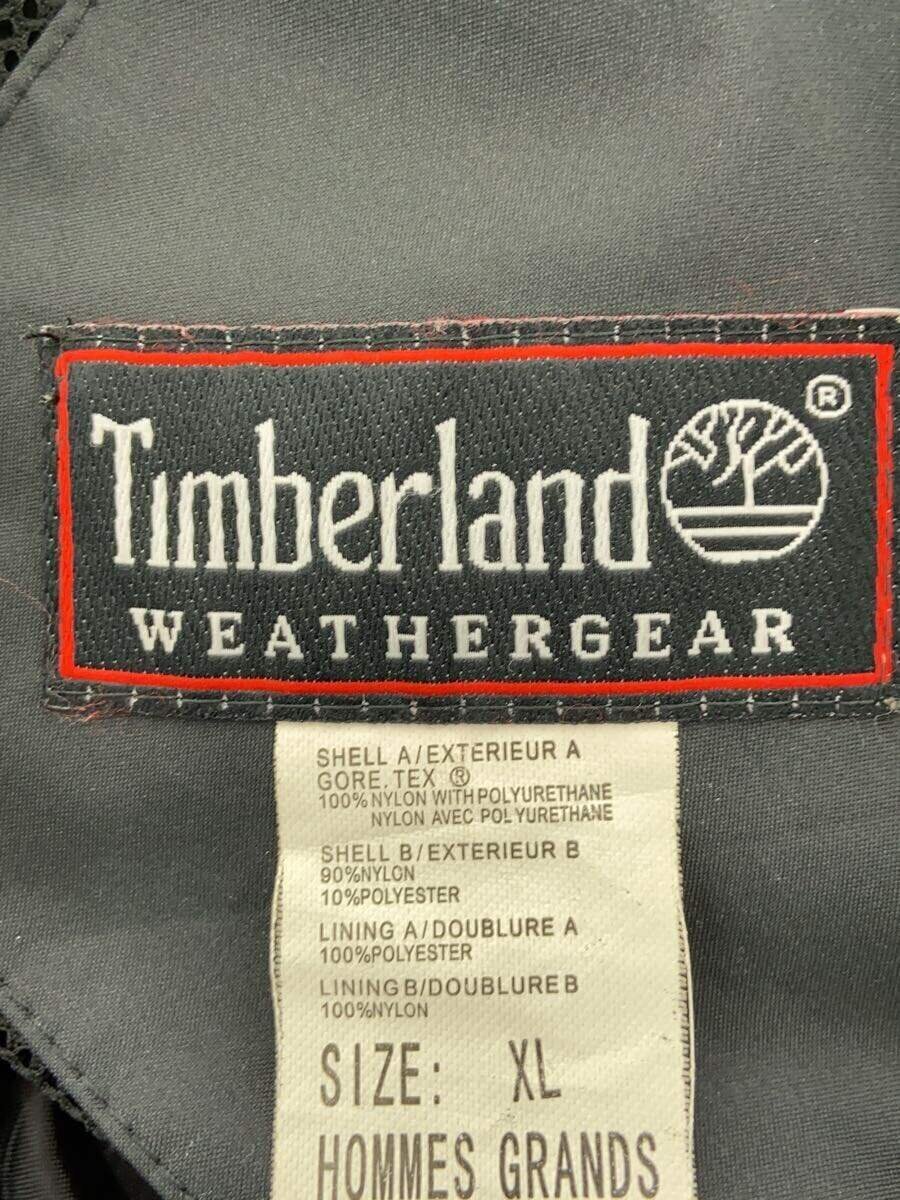 Timberland ®
WEATHERGEAR
SHELL A/EXTERIEUR A
GORE.TEX ®
100% NYLON WITH POLYURETHANE
NYLON AVEC POLYURETHANE
SHELL B/EXTERIEUR B
90%NYLON
10%POLYESTER
LINING A/DOUBLURE A
100%POLYESTER
LINING B/DOUBLURE B
100%NYLON
SIZE: XL
HOMMES GRANDS